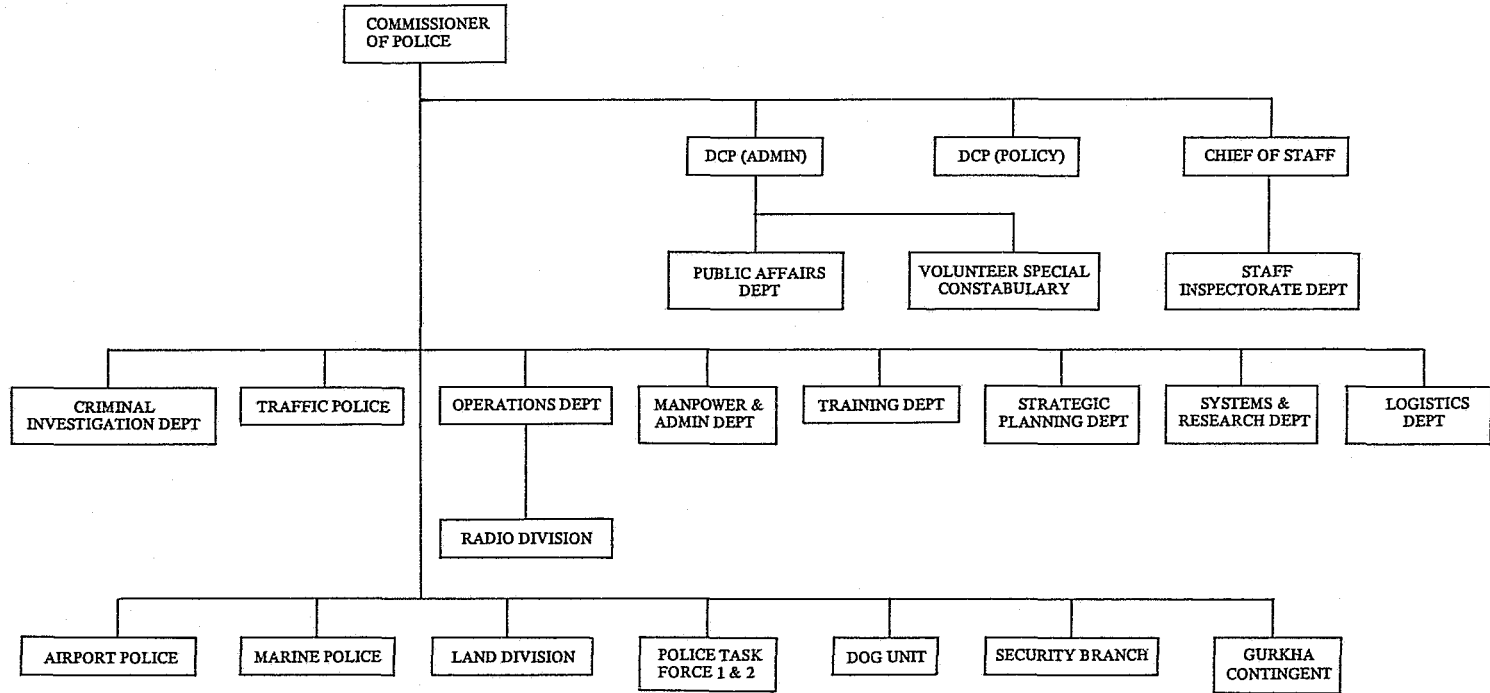 COMMISSIONER
OF POLICE
DCP (ADMIN)
DCP (POLICY)
CHIEF OF STAFF
PUBLIC AFFAIRS
DEPT
VOLUNTEER SPECIAL
CONSTABULARY
STAFF
INSPECTORATE DEPT
CRIMINAL
INVESTIGATION DEPT
TRAFFIC POLICE
OPERATIONS DEPT
MANPOWER &
ADMIN DEPT
TRAINING DEPT
STRATEGIC
PLANNING DEPT
SYSTEMS &
RESEARCH DEPT
LOGISTICS
DEPT
RADIO DIVISION
AIRPORT POLICE
MARINE POLICE
LAND DIVISION
POLICE TASK
FORCE 1 & 2
DOG UNIT
SECURITY BRANCH
GURKHA
CONTINGENT